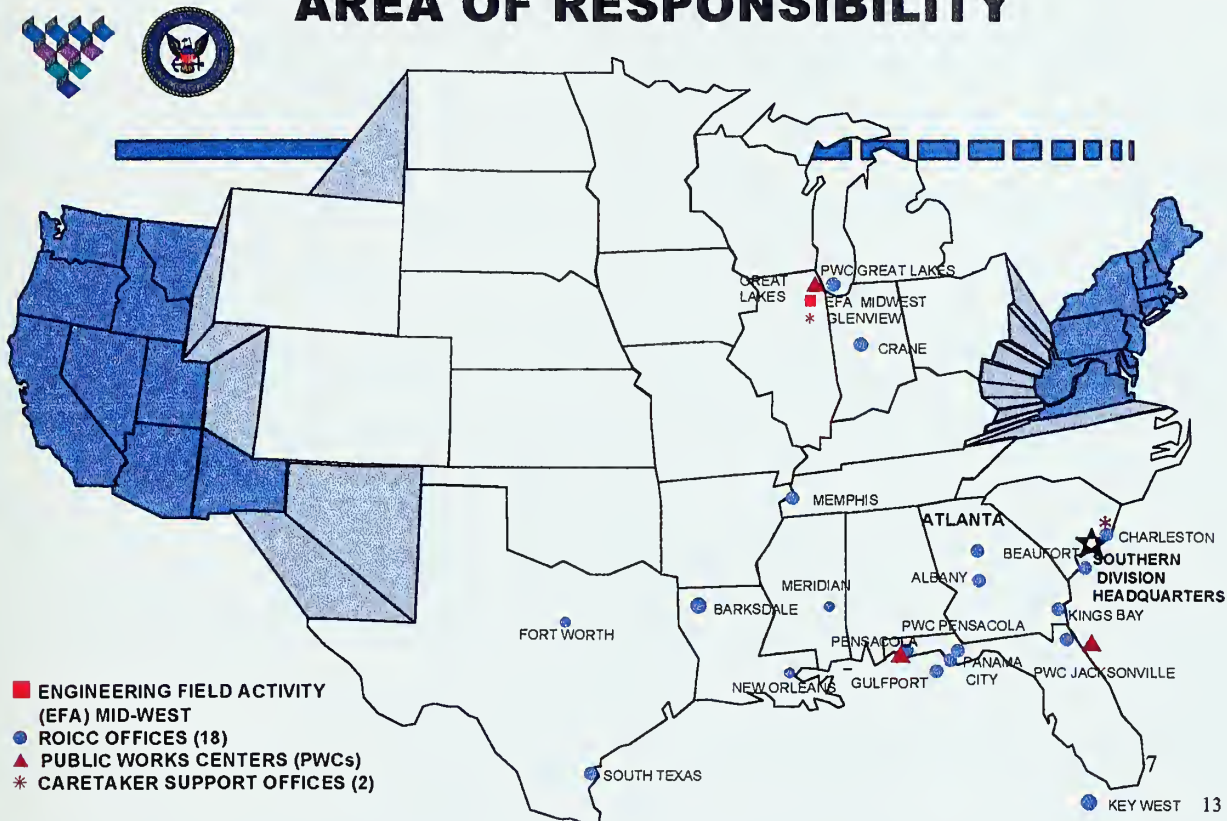 AREA OF RESPONSIBILITY
PWC GREAT LAKES
GREAT
LAKES
EFA MIDWEST
GLENVIEW
CRANE
MEMPHIS
ATLANTA
CHARLESTON
BEAUFORT
SOUTHERN
DIVISION
HEADQUARTERS
ALBANY
MERIDIAN
BARKSDALE
KINGS BAY
FORT WORTH
PWC PENSACOLA
PENSACOLA
PANAMA
CITY
PWC JACKSONVILLE
NEW ORLEANS
GULFPORT
SOUTH TEXAS
KEY WEST
ENGINEERING FIELD ACTIVITY
(EFA) MID-WEST
ROICC OFFICES (18)
PUBLIC WORKS CENTERS (PWCs)
CARETAKER SUPPORT OFFICES (2)
7
13